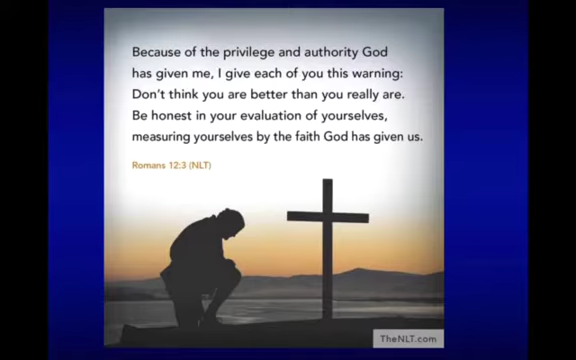 Because of the privilege and authority God
has given me, I give each of you this warning:
Don't think you are better than you really are.
Be honest in your evaluation of yourselves,
measuring yourselves by the faith God has given us.
Romans 12:3 (NLT)
TheNLT.com